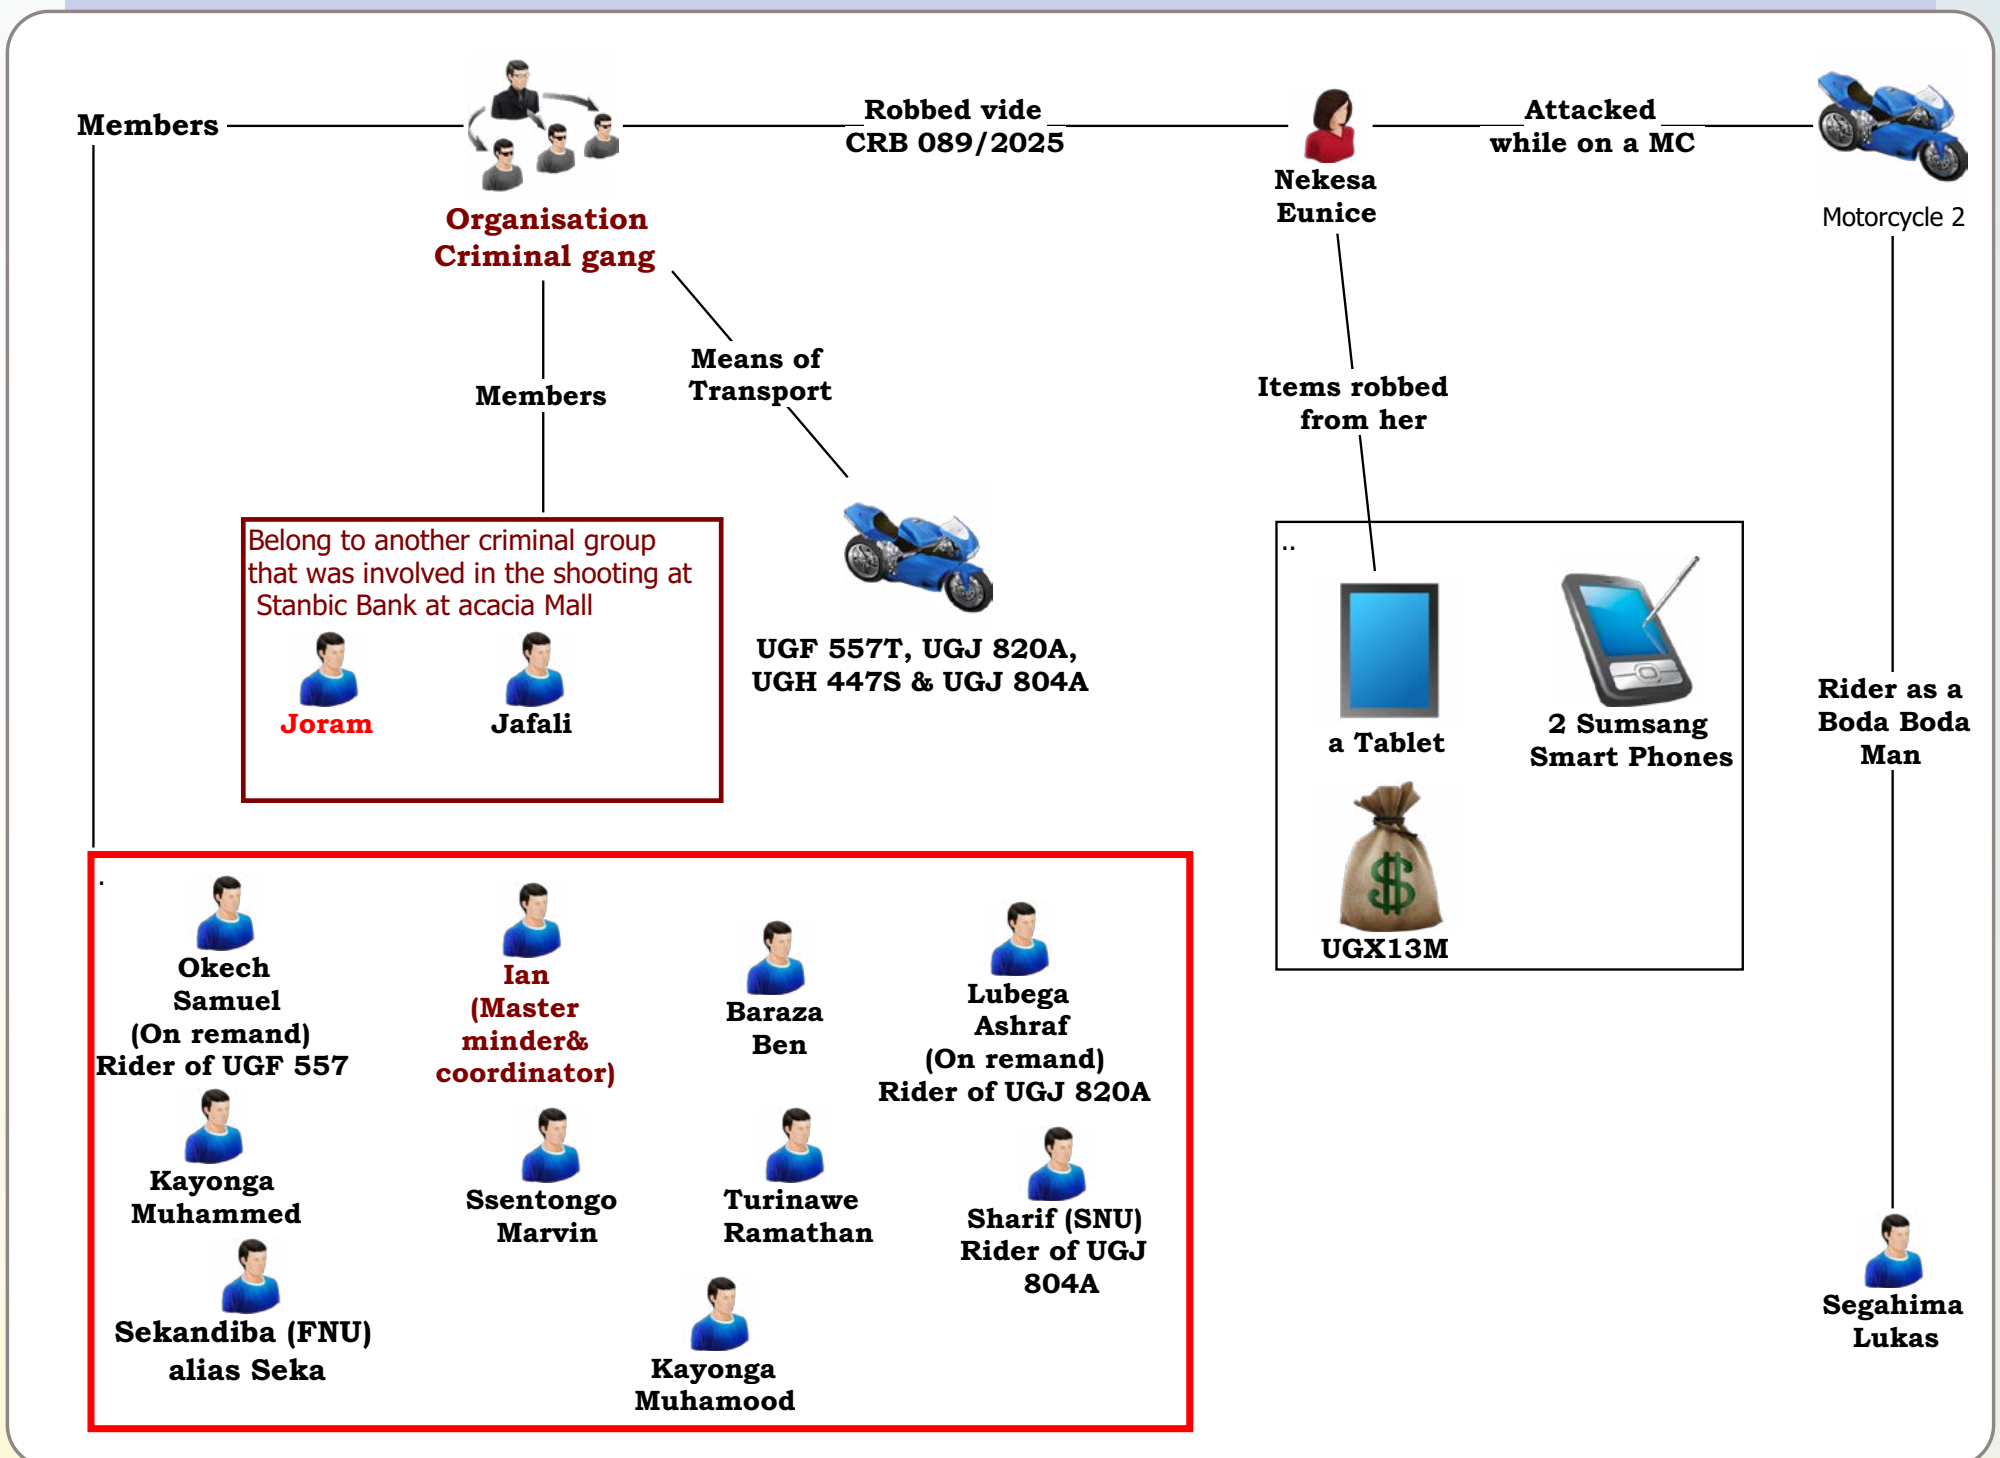 Members
Robbed vide
CRB 089/2025
Attacked
while on a MC
Organisation
Criminal gang
Nekesa
Eunice
Motorcycle 2
Means of
Transport
Members
Items robbed
from her
Belong to another criminal group
that was involved in the shooting at
Stanbic Bank at acacia Mall
Joram
Jafali
UGF 557T, UGJ 820A,
UGH 447S & UGJ 804A
..
a Tablet
2 Sumsang
Smart Phones
UGX13M
Rider as a
Boda Boda
Man
Segahima
Lukas
.
Okech
Samuel
(On remand)
Rider of UGF 557
Ian
(Master
minder&
coordinator)
Baraza
Ben
Lubega
Ashraf
(On remand)
Rider of UGJ 820A
Kayonga
Muhammed
Ssentongo
Marvin
Turinawe
Ramathan
Sharif (SNU)
Rider of UGJ
804A
Sekandiba (FNU)
alias Seka
Kayonga
Muhamood